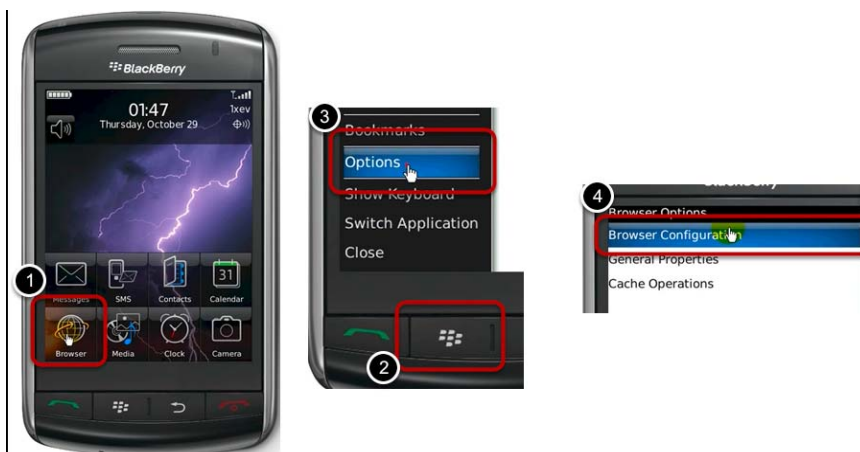 BlackBerry
01:47
1xev
Thursday, October 29
Messages
SMS
31
Contacts
Calendar
Browser
Media
Clock
Camera
1
3
Bookmarks
Options
Show Keyboard
Switch Application
Close
2
4
BlackBerry
Browser Options
Browser Configuration
General Properties
Cache Operations